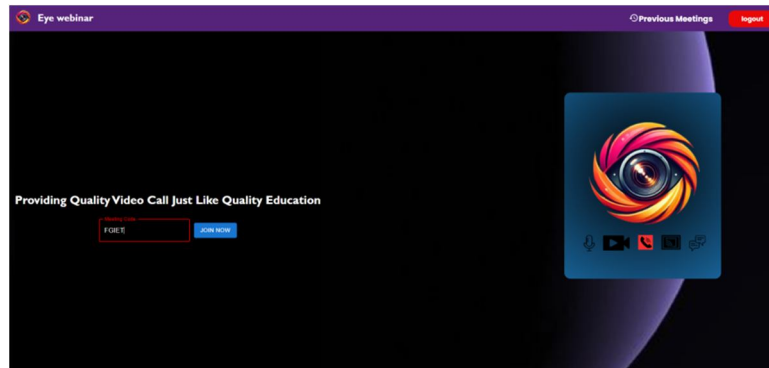 Eye webinar
Previous Meetings
logout
Providing Quality Video Call Just Like Quality Education
Meeting Code
FGIET
JOIN NOW